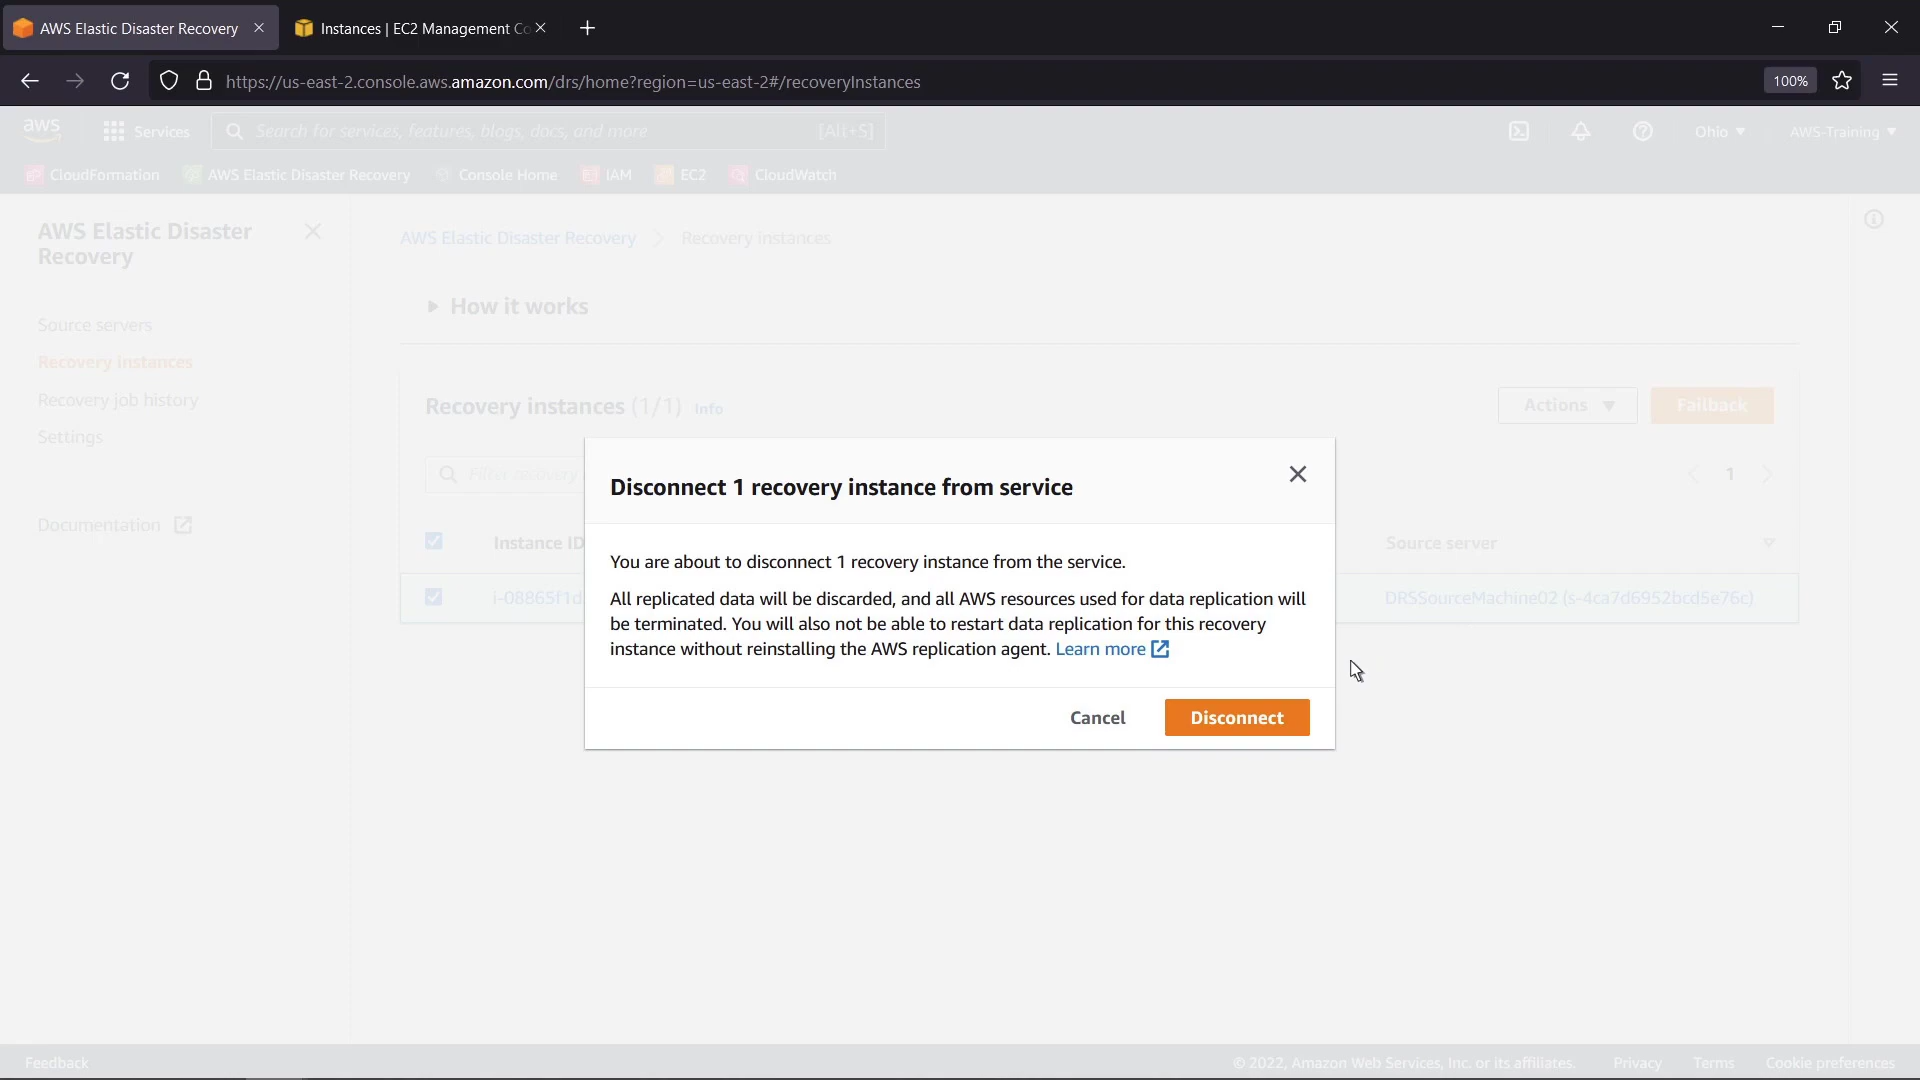 AWS Elastic Disaster Recovery
Instances | EC2 Management Co
https://us-east-2.console.aws.amazon.com/drs/home?region=us-east-2#/recoveryInstances
100%
aws
Services
Search for services, features, blogs, docs, and more
[Alt+S]
Ohio
AWS-Training
CloudFormation
AWS Elastic Disaster Recovery
Console Home
IAM
EC2
CloudWatch
AWS Elastic Disaster
Recovery
Source servers
Recovery instances
Recovery job history
Settings
Documentation
AWS Elastic Disaster Recovery
Recovery instances
How it works
Recovery instances (1/1) Info
Actions
Failback
Filter recovery
1
Instance ID
Source server
i-08865f1d
DRSSourceMachine02 (s-4ca7d6952bcd5e76c)
Disconnect 1 recovery instance from service
You are about to disconnect 1 recovery instance from the service.
All replicated data will be discarded, and all AWS resources used for data replication will
be terminated. You will also not be able to restart data replication for this recovery
instance without reinstalling the AWS replication agent. Learn more
Cancel
Disconnect
Feedback
© 2022, Amazon Web Services, Inc. or its affiliates.
Privacy
Terms
Cookie preferences